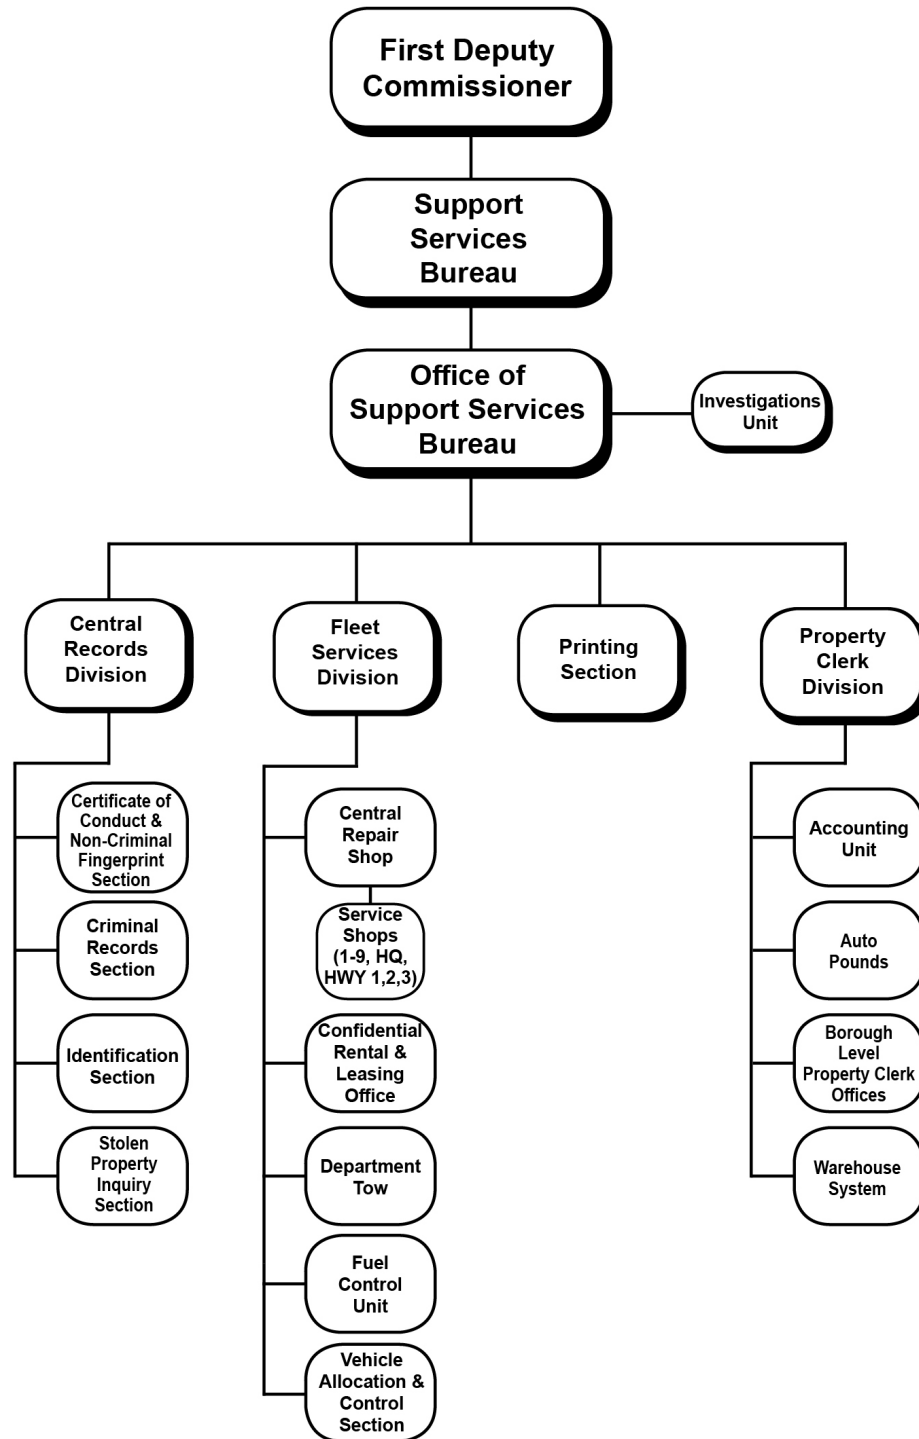 First Deputy
Commissioner
Support
Services
Bureau
Office of
Support Services
Bureau
Investigations
Unit
Central
Records
Division
Fleet
Services
Division
Printing
Section
Property
Clerk
Division
Certificate of
Conduct &
Non-Criminal
Fingerprint
Section
Criminal
Records
Section
Identification
Section
Stolen
Property
Inquiry
Section
Central
Repair
Shop
Service
Shops
(1-9, HQ,
HWY 1,2,3)
Confidential
Rental &
Leasing
Office
Department
Tow
Fuel
Control
Unit
Vehicle
Allocation &
Control
Section
Accounting
Unit
Auto
Pounds
Borough
Level
Property Clerk
Offices
Warehouse
System